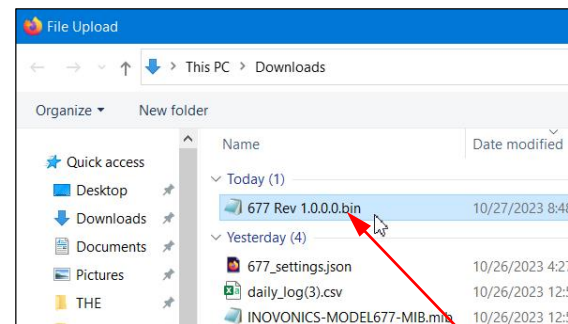 File Upload
This PC > Downloads
Organize New folder
Name Date modified
Quick access
Today (1)
Desktop
677 Rev 1.0.0.0.bin 10/27/2023 8:48
Downloads
Yesterday (4)
Documents
677_settings.json 10/26/2023 4:27
Pictures
daily_log(3).csv 10/26/2023 12:5
THE
INOVONICS-MODEL677-MIB.mib 10/26/2023 12:5